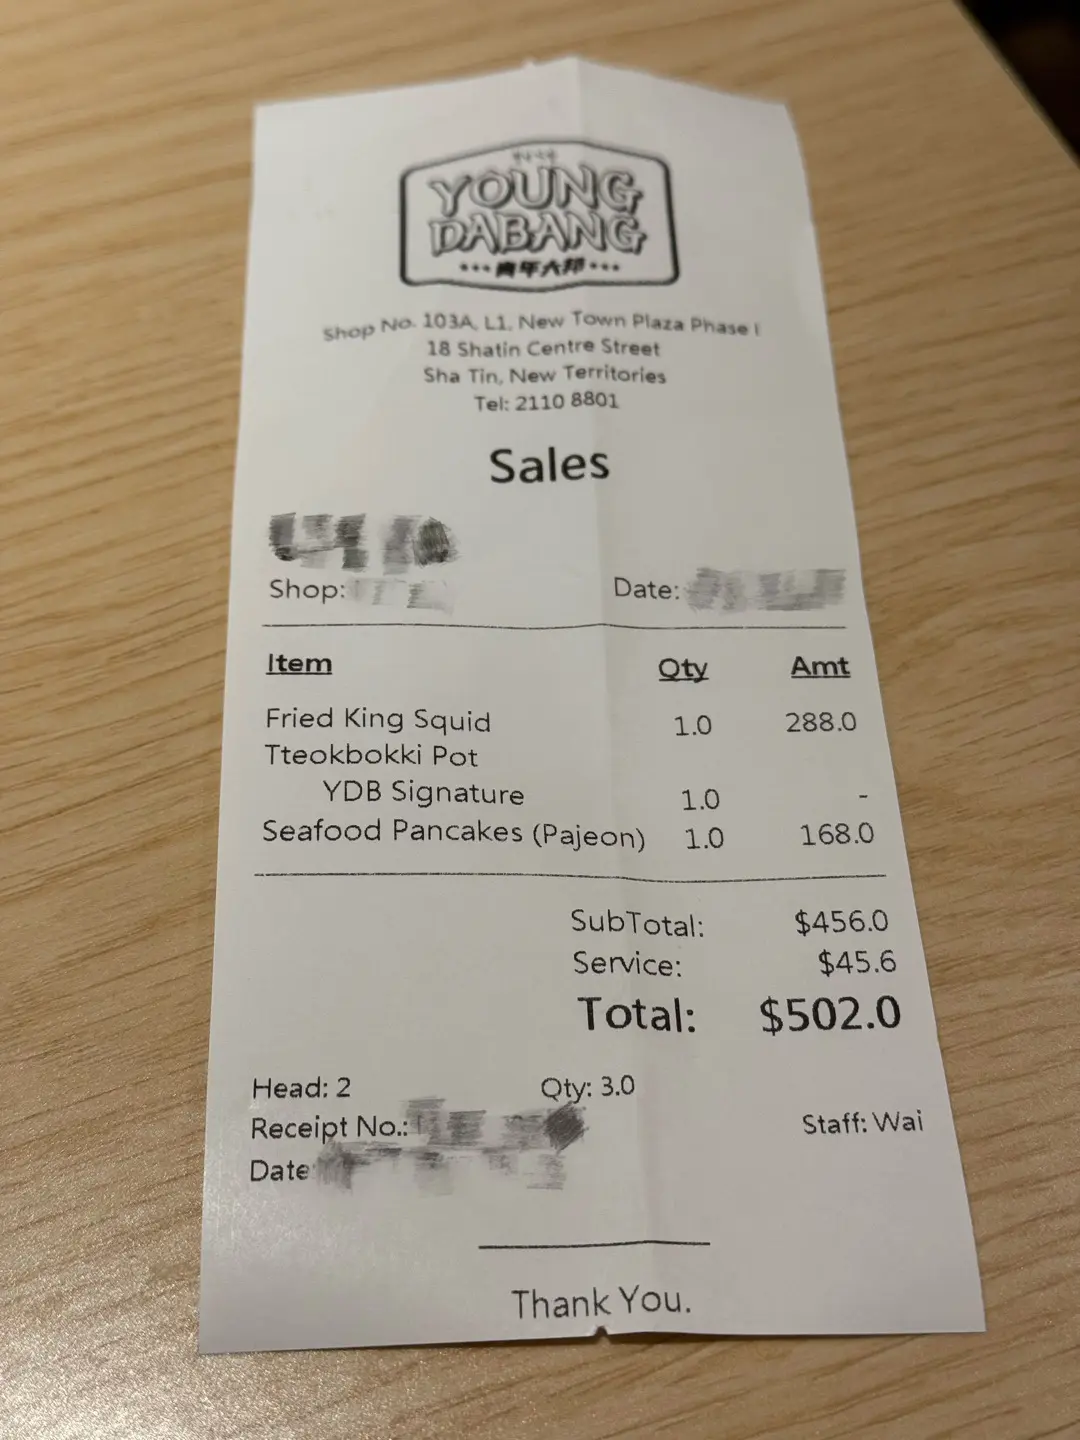 YOUNG
DABANG
青年大邦
Shop No. 103A, L1, New Town Plaza Phase I
18 Shatin Centre Street
Sha Tin, New Territories
Tel: 2110 8801
Sales
Shop:
Date:
Item Qty Amt
Fried King Squid 1.0 288.0
Tteokbokki Pot
YDB Signature 1.0 -
Seafood Pancakes (Pajeon) 1.0 168.0
SubTotal: $456.0
Service: $45.6
Total: $502.0
Head: 2 Qty: 3.0
Receipt No.: Staff: Wai
Date
Thank You.